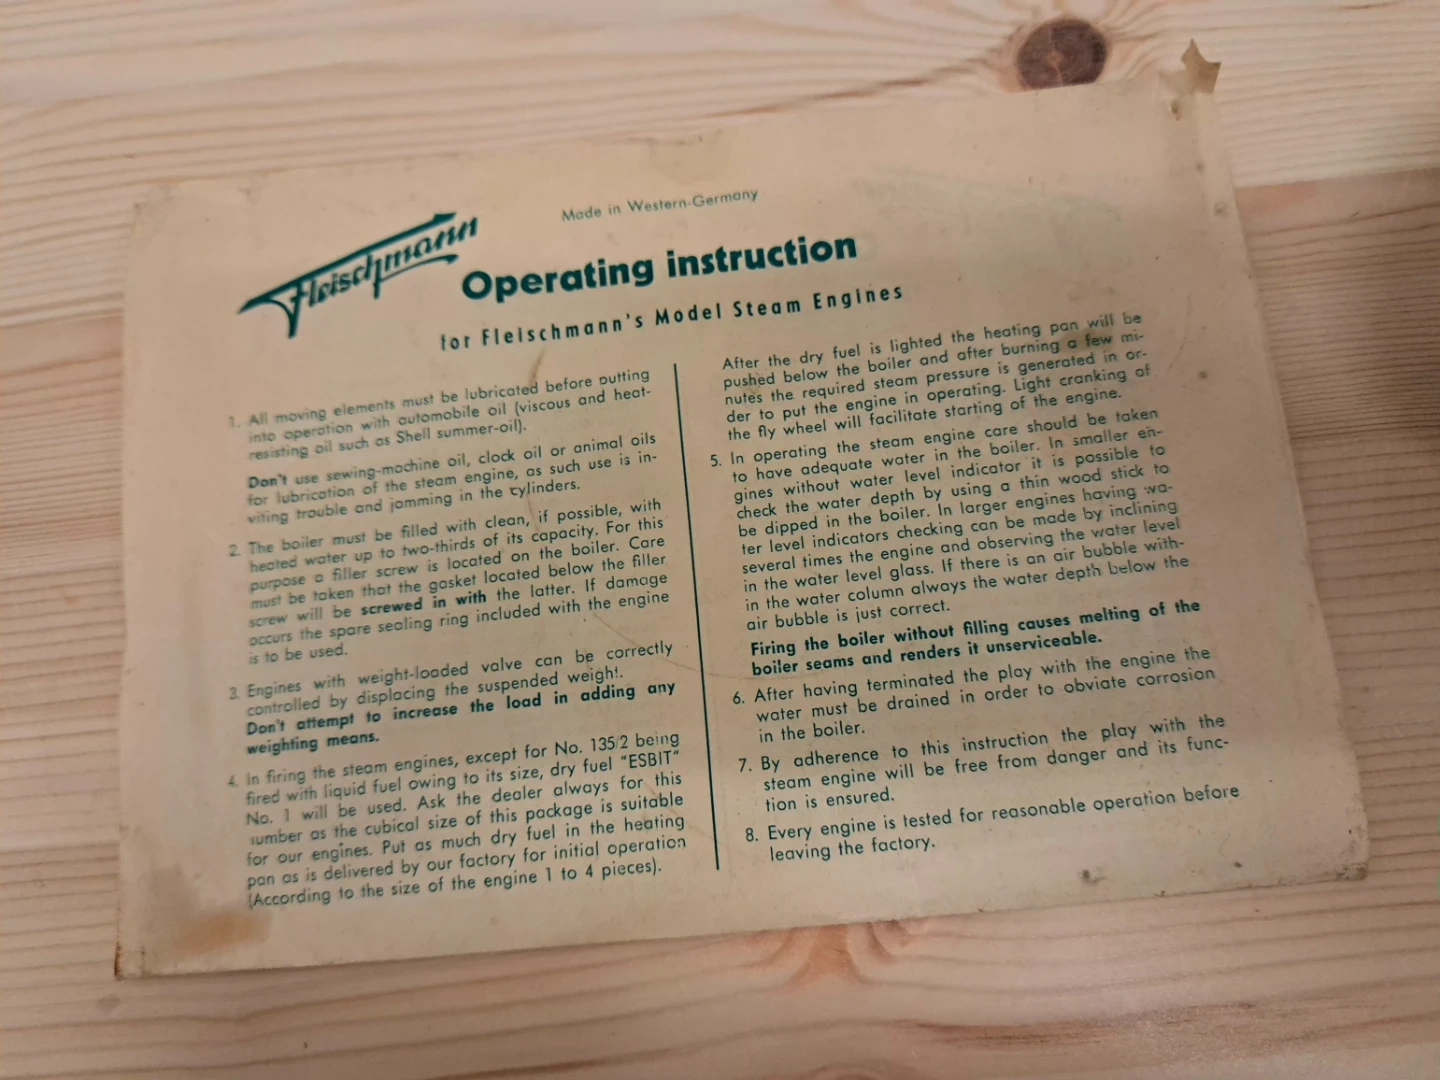 Fleischmann
Made in Western-Germany
Operating instruction
for Fleischmann's Model Steam Engines
1. All moving elements must be lubricated before putting
into operation with automobile oil (viscous and heat-
resisting oil such as Shell summer-oil).
Don't use sewing-machine oil, clock oil or animal oils
for lubrication of the steam engine, as such use is in-
viting trouble and jamming in the cylinders.
2. The boiler must be filled with clean, if possible, with
heated water up to two-thirds of its capacity. For this
purpose a filler screw is located on the boiler. Care
must be taken that the gasket located below the filler
screw will be screwed in with the latter. If damage
occurs the spare sealing ring included with the engine
is to be used.
3. Engines with weight-loaded valve can be correctly
controlled by displacing the suspended weight.
Don't attempt to increase the load in adding any
weighting means.
4. In firing the steam engines, except for No. 135/2 being
fired with liquid fuel owing to its size, dry fuel "ESBIT"
No. 1 will be used. Ask the dealer always for this
number as the cubical size of this package is suitable
for our engines. Put as much dry fuel in the heating
pan as is delivered by our factory for initial operation
(According to the size of the engine 1 to 4 pieces).
After the dry fuel is lighted the heating pan will be
pushed below the boiler and after burning a few mi-
nutes the required steam pressure is generated in or-
der to put the engine in operating. Light cranking of
the fly wheel will facilitate starting of the engine.
5. In operating the steam engine care should be taken
to have adequate water in the boiler. In smaller en-
gines without water level indicator it is possible to
check the water depth by using a thin wood stick to
be dipped in the boiler. In larger engines having wa-
ter level indicators checking can be made by inclining
several times the engine and observing the water level
in the water level glass. If there is an air bubble with-
in the water column always the water depth below the
air bubble is just correct.
Firing the boiler without filling causes melting of the
boiler seams and renders it unserviceable.
6. After having terminated the play with the engine the
water must be drained in order to obviate corrosion
in the boiler.
7. By adherence to this instruction the play with the
steam engine will be free from danger and its func-
tion is ensured.
8. Every engine is tested for reasonable operation before
leaving the factory.